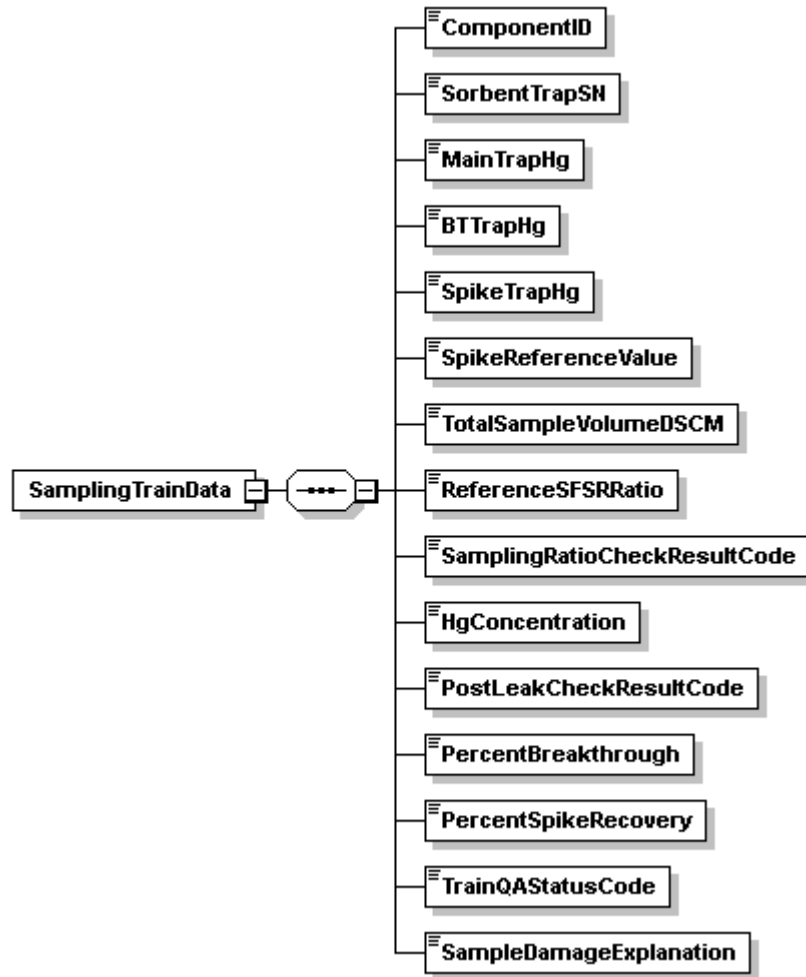 ComponentID
SorbentTrapSN
MainTrapHg
BTTrapHg
SpikeTrapHg
SpikeReferenceValue
TotalSampleVolumeDSCM
SamplingTrainData
ReferenceSFSRRatio
SamplingRatioCheckResultCode
HgConcentration
PostLeakCheckResultCode
PercentBreakthrough
PercentSpikeRecovery
TrainQAStatusCode
SampleDamageExplanation